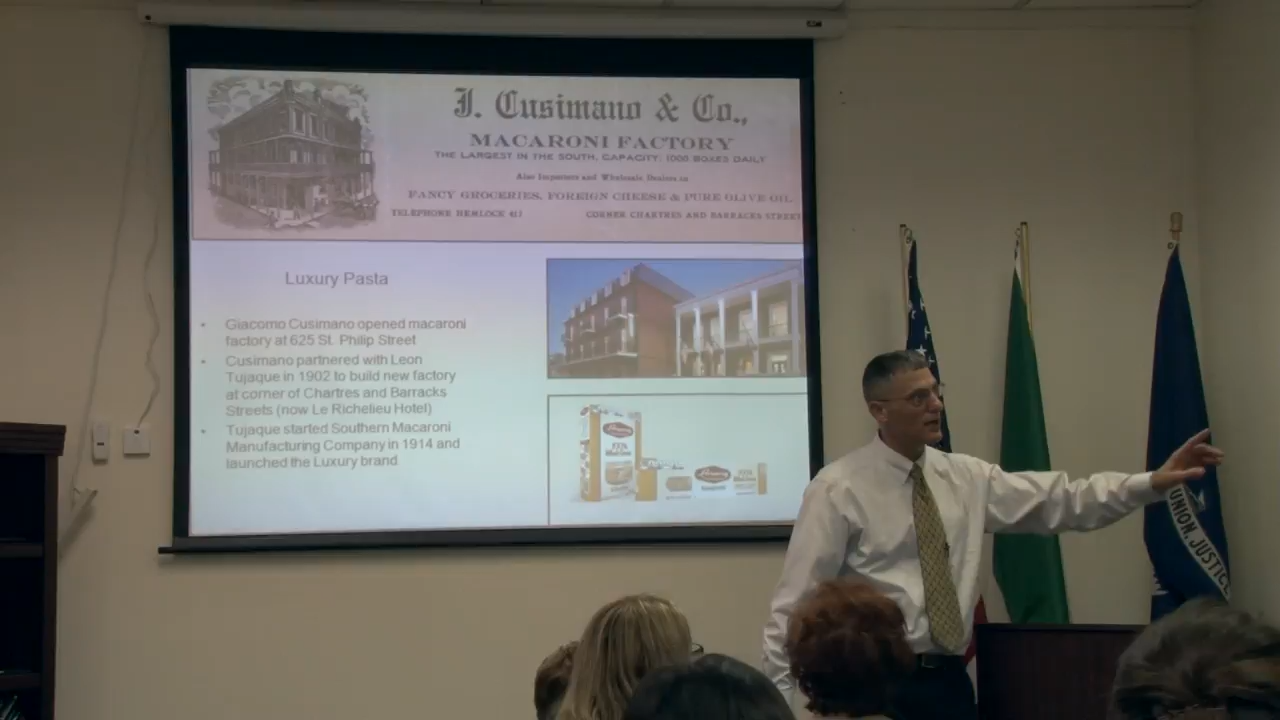 J. Cusimano & Co.,
MACARONI FACTORY
THE LARGEST IN THE SOUTH, CAPACITY, 1000 BOXES DAILY
Also Importers and Wholesale Dealers in
FANCY GROCERIES, FOREIGN CHEESE & PURE OLIVE OIL
TELEPHONE HEMLOCK 417
CORNER CHARTRES AND BARRACKS STREET
Luxury Pasta
• Giacomo Cusimano opened macaroni
factory at 625 St. Philip Street
• Cusimano partnered with Leon
Tujaque in 1902 to build new factory
at corner of Chartres and Barracks
Streets (now Le Richelieu Hotel)
• Tujaque started Southern Macaroni
Manufacturing Company in 1914 and
launched the Luxury brand
Luxury
UNION, JUSTICE